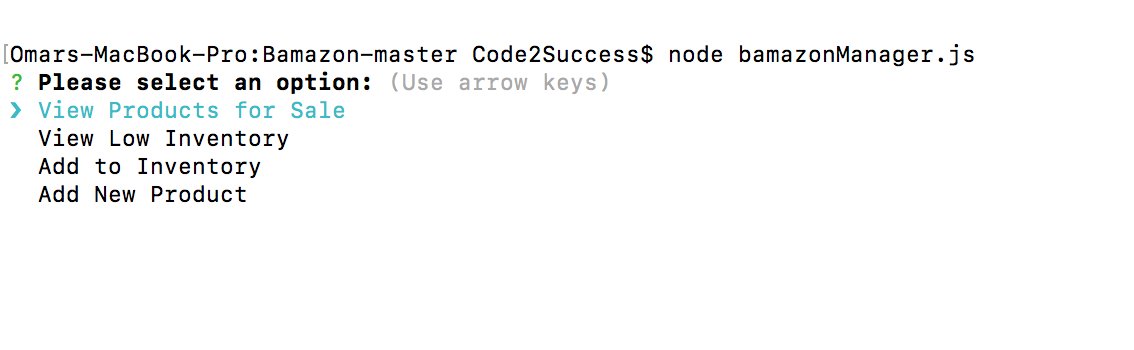 [Omars-MacBook-Pro:Bamazon-master Code2Success$ node bamazonManager.js
? Please select an option: (Use arrow keys)
❯ View Products for Sale
View Low Inventory
Add to Inventory
Add New Product